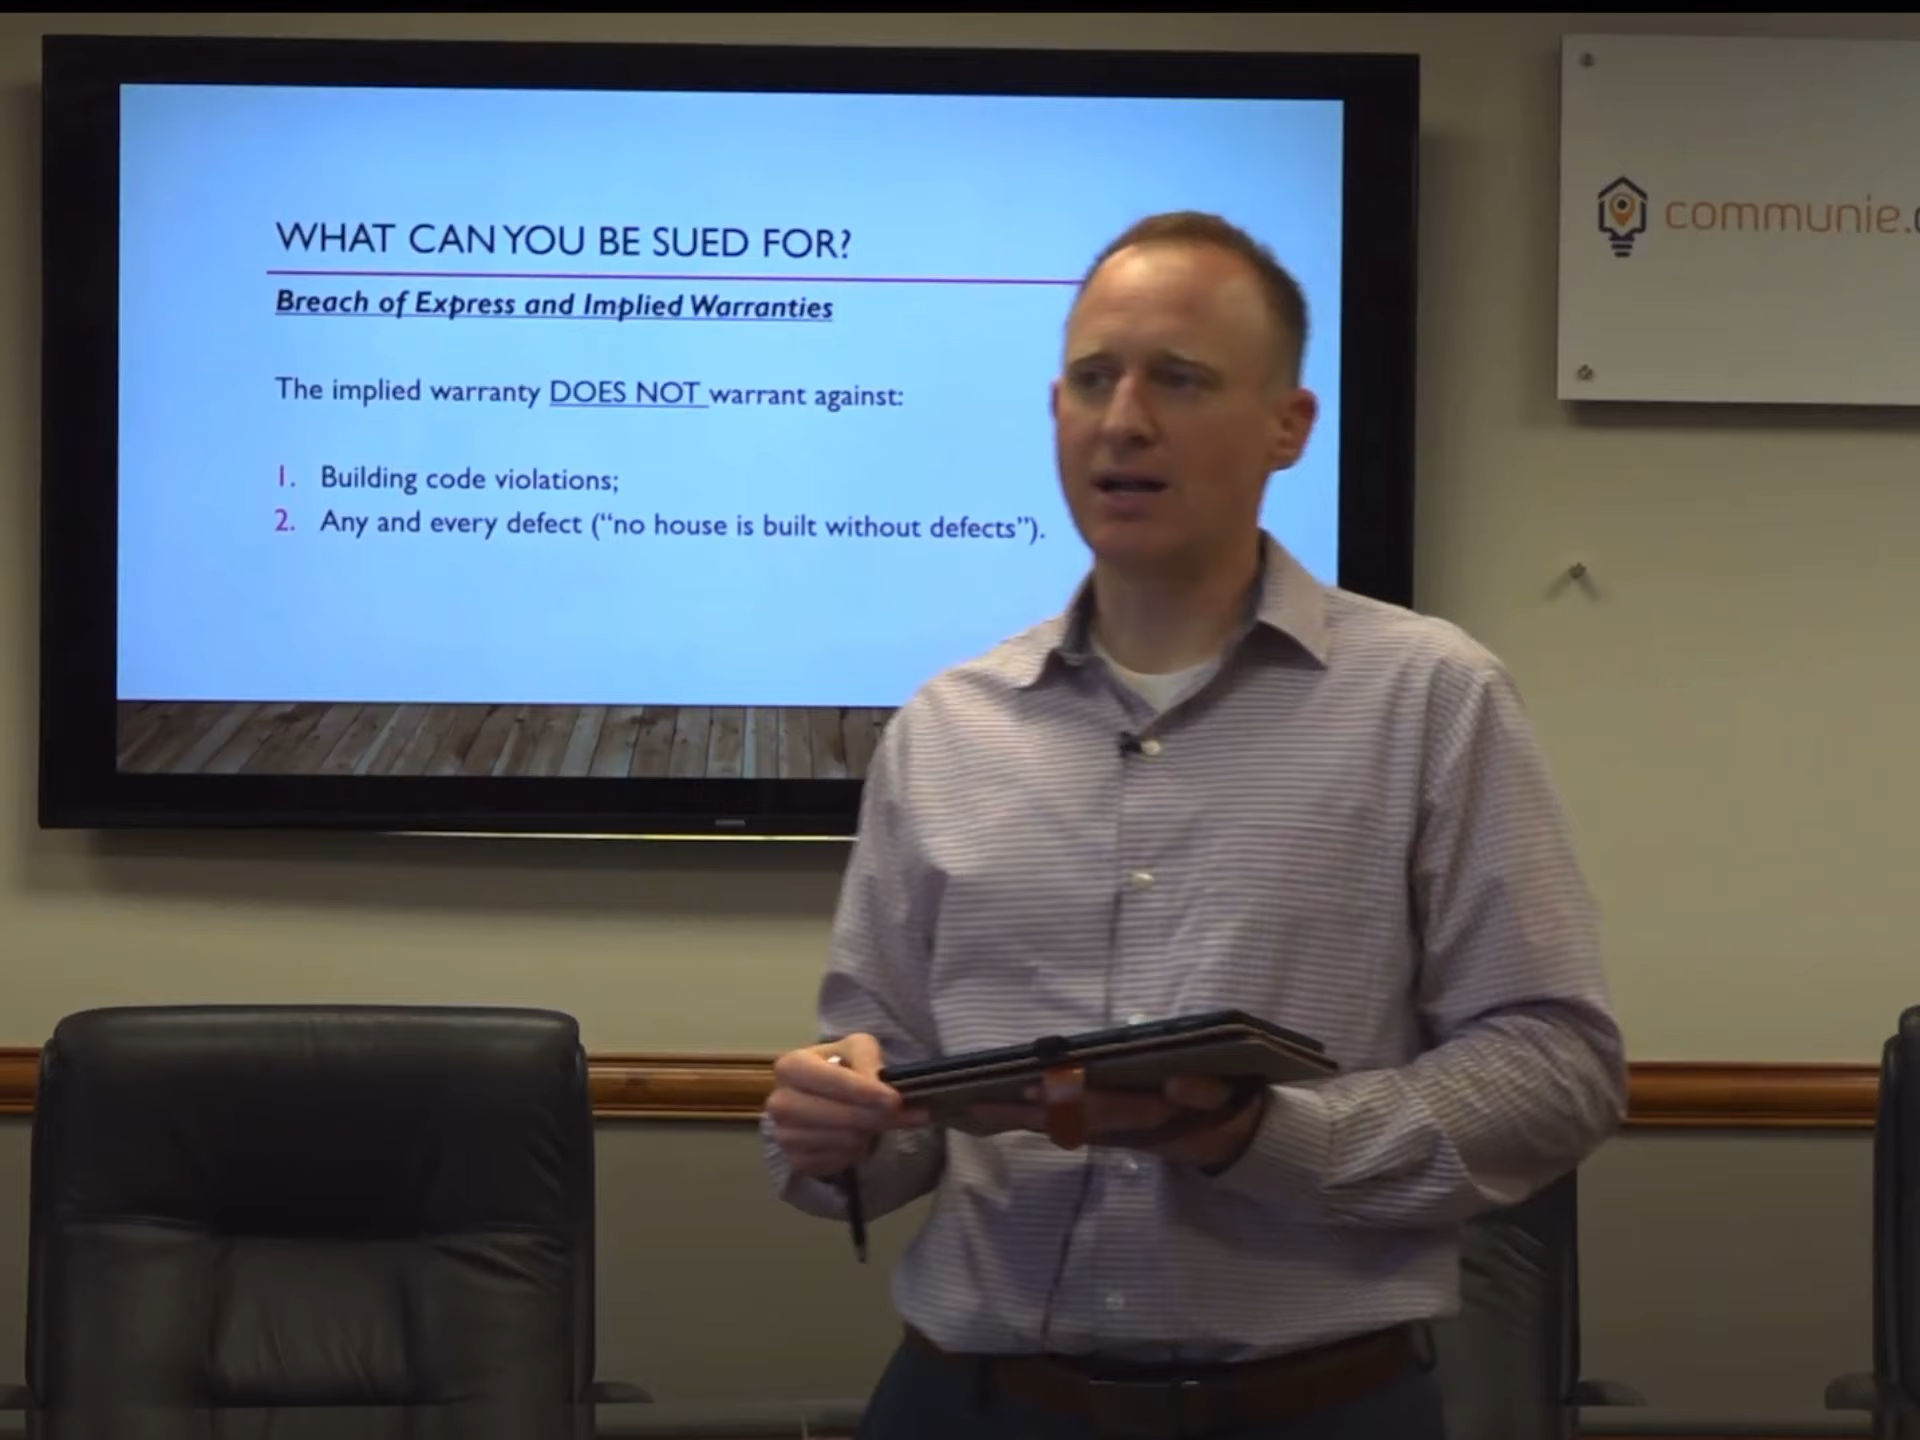 WHAT CAN YOU BE SUED FOR?
Breach of Express and Implied Warranties
The implied warranty DOES NOT warrant against:
1. Building code violations;
2. Any and every defect (“no house is built without defects”).
communie.